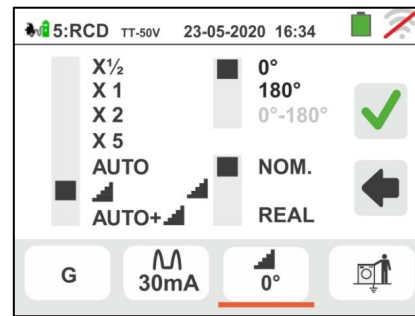 5:RCD TT-50V 23-05-2020 16:34
X½
X 1
X 2
X 5
AUTO
AUTO+
0°
180°
0°-180°
NOM.
REAL
G
30mA
0°